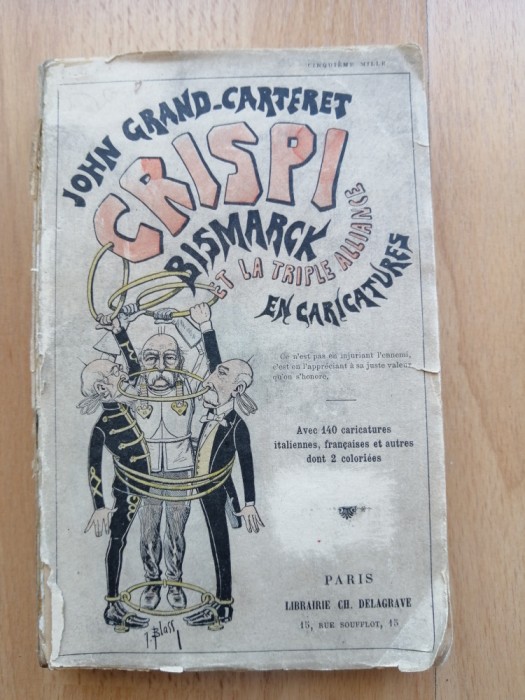 CINQUIÈME MILLE
JOHN GRAND-CARTERET
CRISPI
BISMARCK
ET LA TRIPLE ALLIANCE
EN CARICATURES
Ce n'est pas en injuriant l'ennemi,
c'est en l'appréciant à sa juste valeur
qu'on s'honore.
Avec 140 caricatures
italiennes, françaises et autres
dont 2 coloriées
PARIS
LIBRAIRIE CH. DELAGRAVE
15, RUE SOUFFLOT, 15
J. Blass